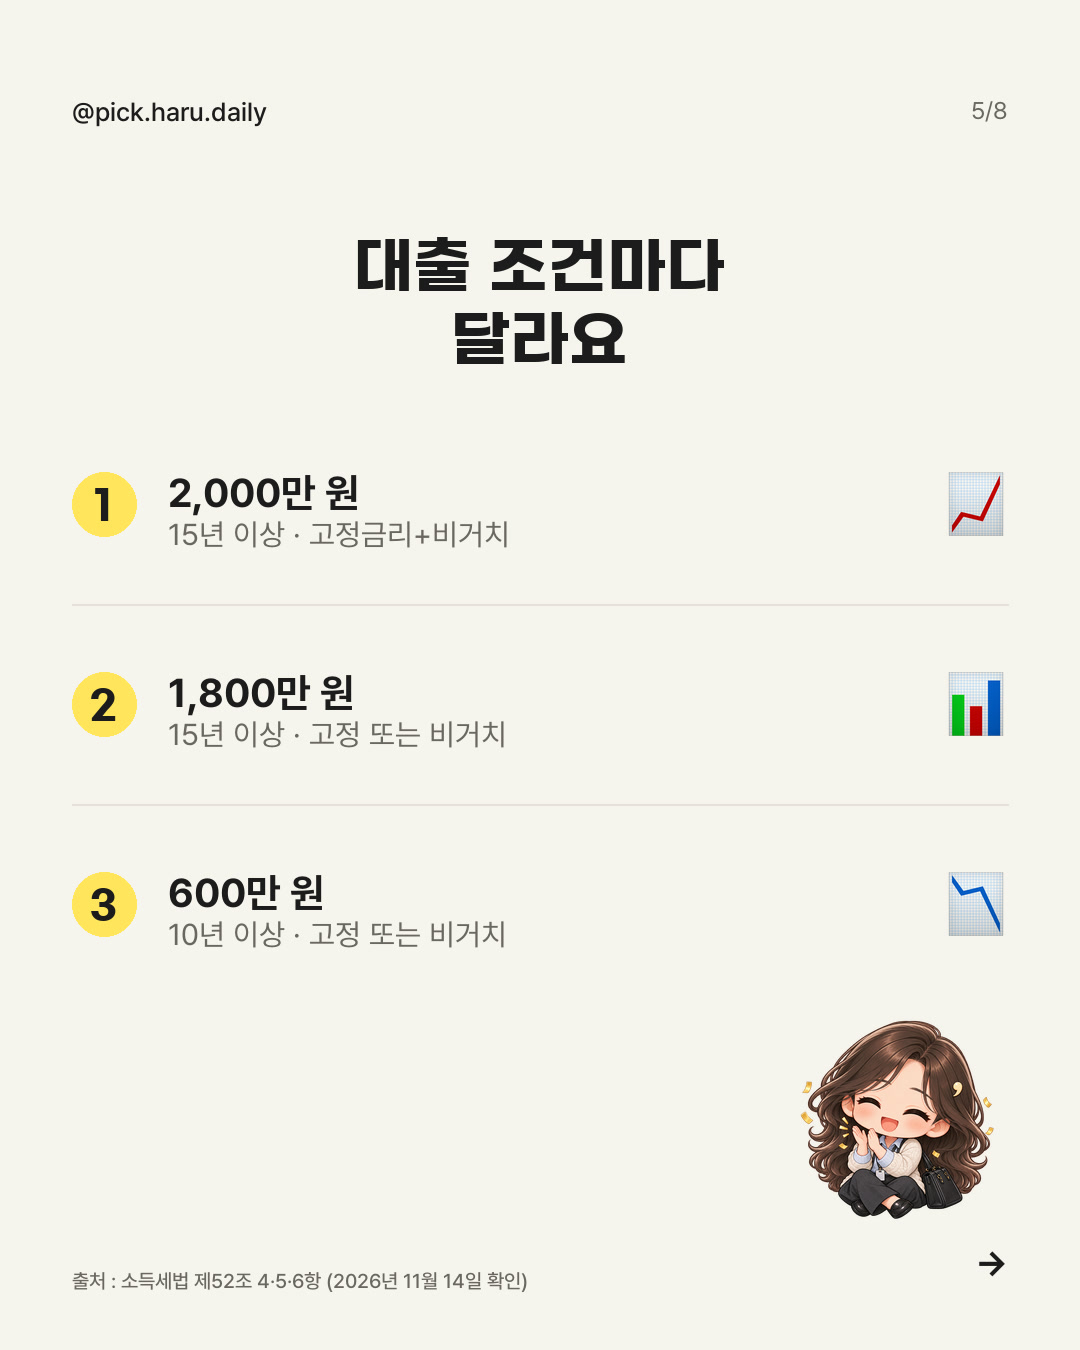 @pick.haru.daily
5/8
대출 조건마다
달라요
1
2,000만 원
15년 이상 · 고정금리+비거치
2
1,800만 원
15년 이상 · 고정 또는 비거치
3
600만 원
10년 이상 · 고정 또는 비거치
출처 : 소득세법 제52조 4·5·6항 (2026년 11월 14일 확인)
→